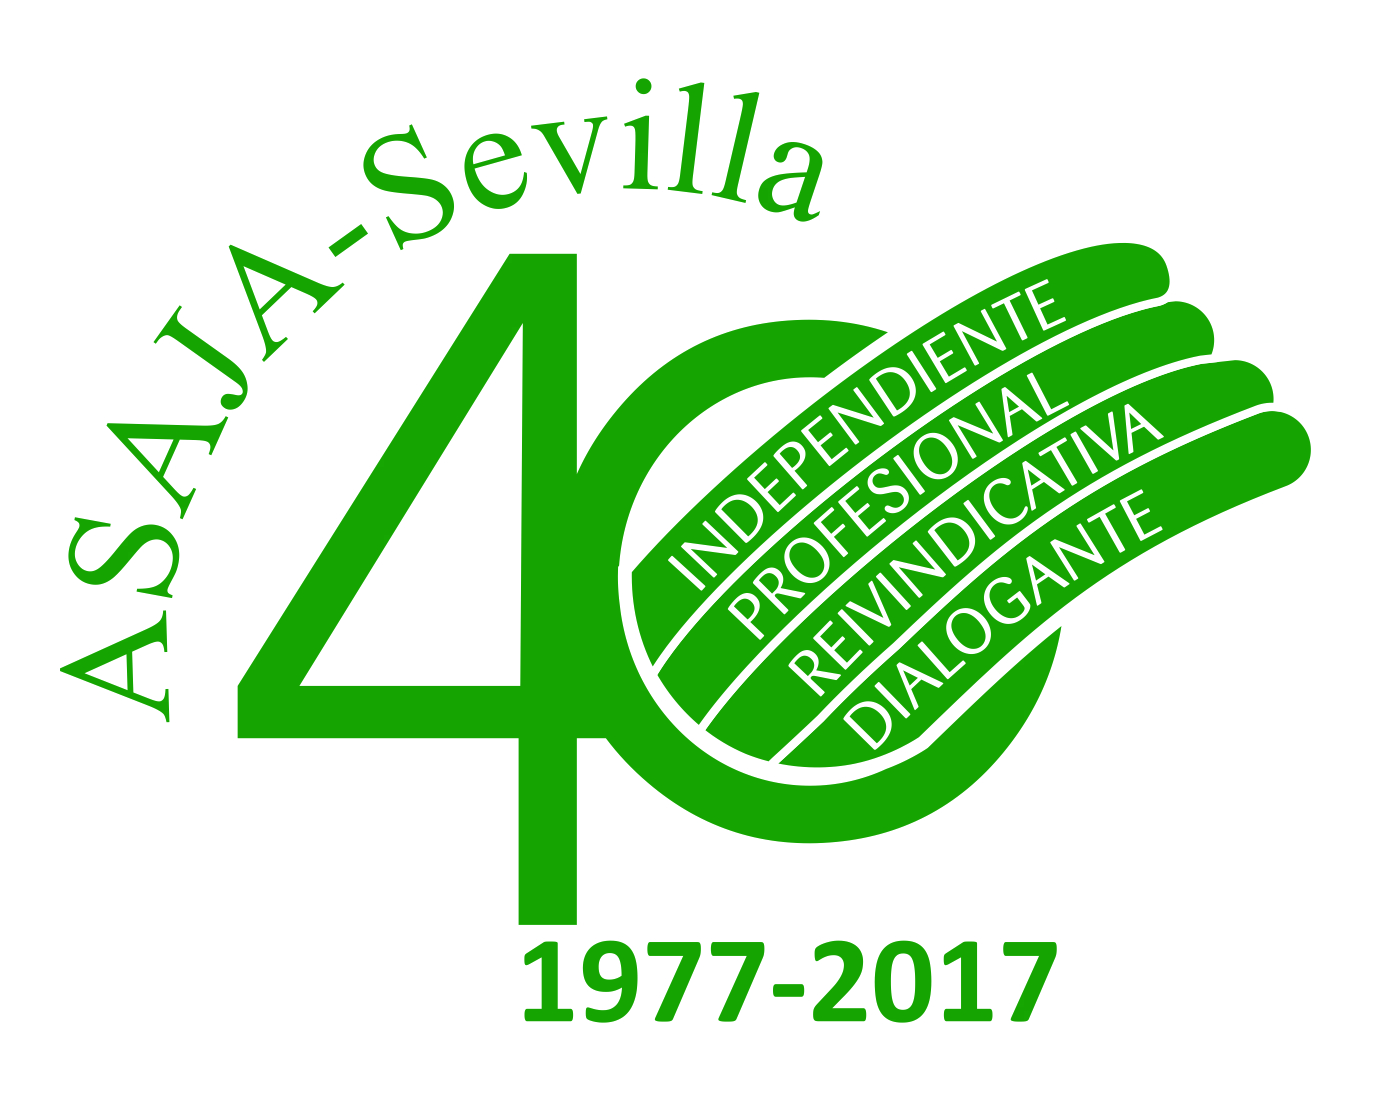 ASAJA-Sevilla
40
INDEPENDIENTE
PROFESIONAL
REIVINDICATIVA
DIALOGANTE
1977-2017